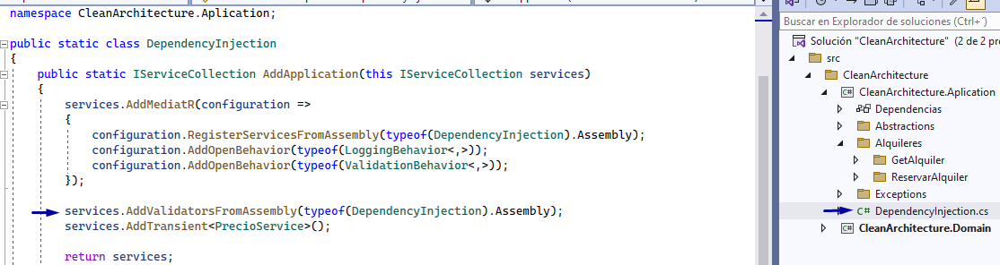 namespace CleanArchitecture.Aplication;
public static class DependencyInjection
{
public static IServiceCollection AddApplication(this IServiceCollection services)
{
services.AddMediatR(configuration =>
{
configuration.RegisterServicesFromAssembly(typeof(DependencyInjection).Assembly);
configuration.AddOpenBehavior(typeof(LoggingBehavior<,>));
configuration.AddOpenBehavior(typeof(ValidationBehavior<,>));
});
services.AddValidatorsFromAssembly(typeof(DependencyInjection).Assembly);
services.AddTransient<PrecioService>();
return services;
Buscar en Explorador de soluciones (Ctrl+´)
Solución "CleanArchitecture" (2 de 2 pro
src
CleanArchitecture
CleanArchitecture.Aplication
Dependencias
Abstractions
Alquileres
GetAlquiler
ReservarAlquiler
Exceptions
C# DependencyInjection.cs
CleanArchitecture.Domain